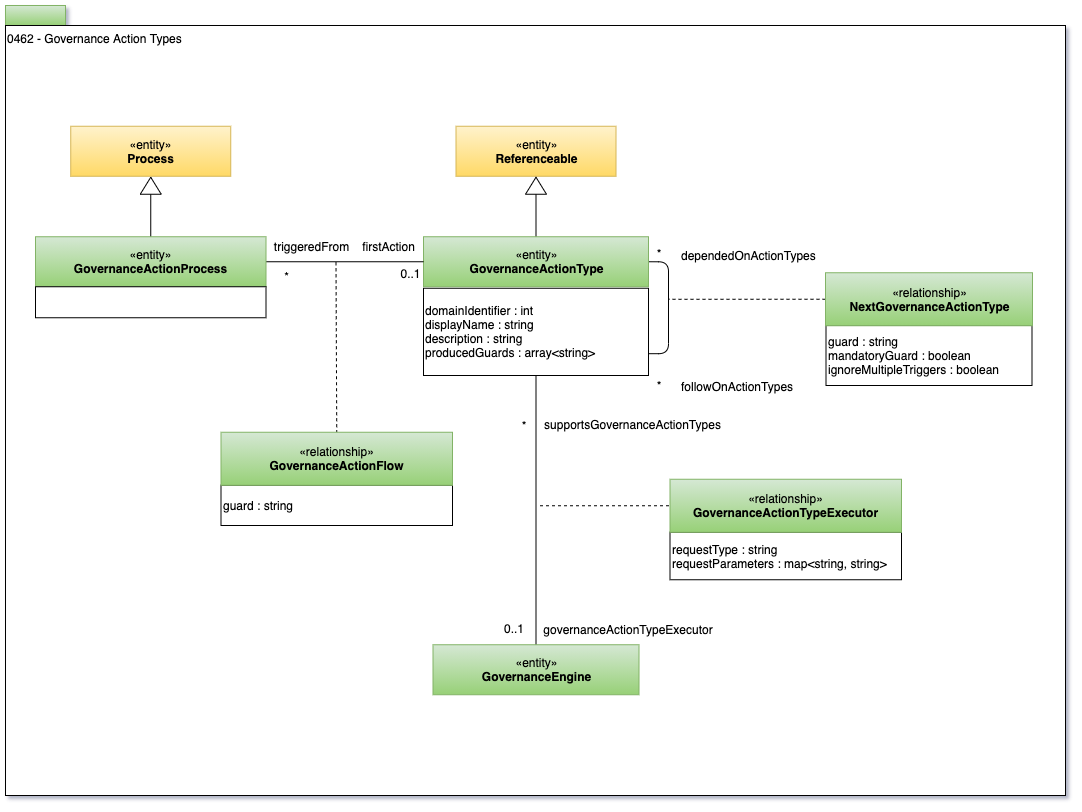 0462 - Governance Action Types
«entity»
Process
«entity»
Referenceable
«entity»
GovernanceActionProcess
triggeredFrom
firstAction
*
0..1
«entity»
GovernanceActionType
domainIdentifier : int
displayName : string
description : string
producedGuards : array<string>
*
dependedOnActionTypes
«relationship»
NextGovernanceActionType
guard : string
mandatoryGuard : boolean
ignoreMultipleTriggers : boolean
*
followOnActionTypes
*
supportsGovernanceActionTypes
«relationship»
GovernanceActionFlow
guard : string
«relationship»
GovernanceActionTypeExecutor
requestType : string
requestParameters : map<string, string>
0..1
governanceActionTypeExecutor
«entity»
GovernanceEngine